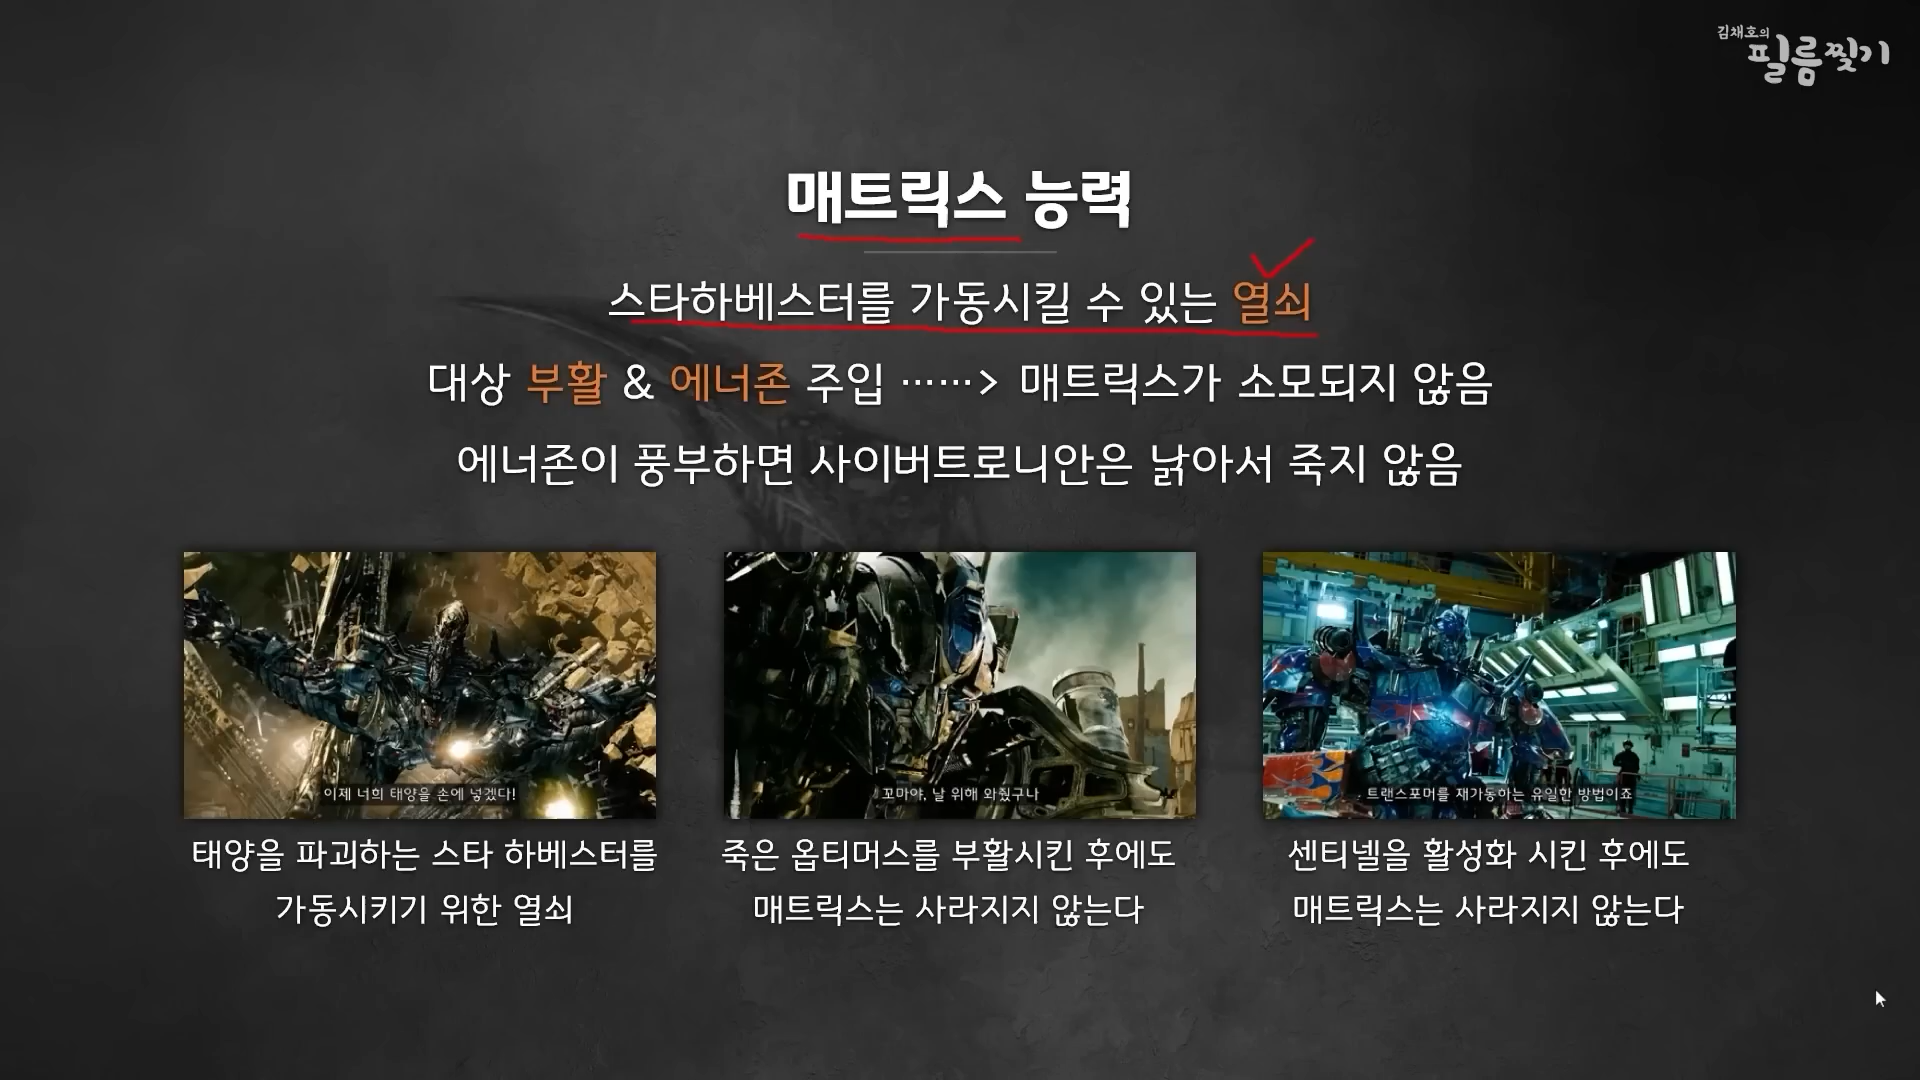 김채호의
필름찢기
매트릭스 능력
스타하베스터를 가동시킬 수 있는 열쇠
대상 부활 & 에너존 주입 ⋯⋯> 매트릭스가 소모되지 않음
에너존이 풍부하면 사이버트로니안은 낡아서 죽지 않음
이제 너희 태양을 손에 넣겠다!
꼬마야, 날 위해 와줬구나
트랜스포머를 재가동하는 유일한 방법이죠
태양을 파괴하는 스타 하베스터를
가동시키기 위한 열쇠
죽은 옵티머스를 부활시킨 후에도
매트릭스는 사라지지 않는다
센티넬을 활성화 시킨 후에도
매트릭스는 사라지지 않는다